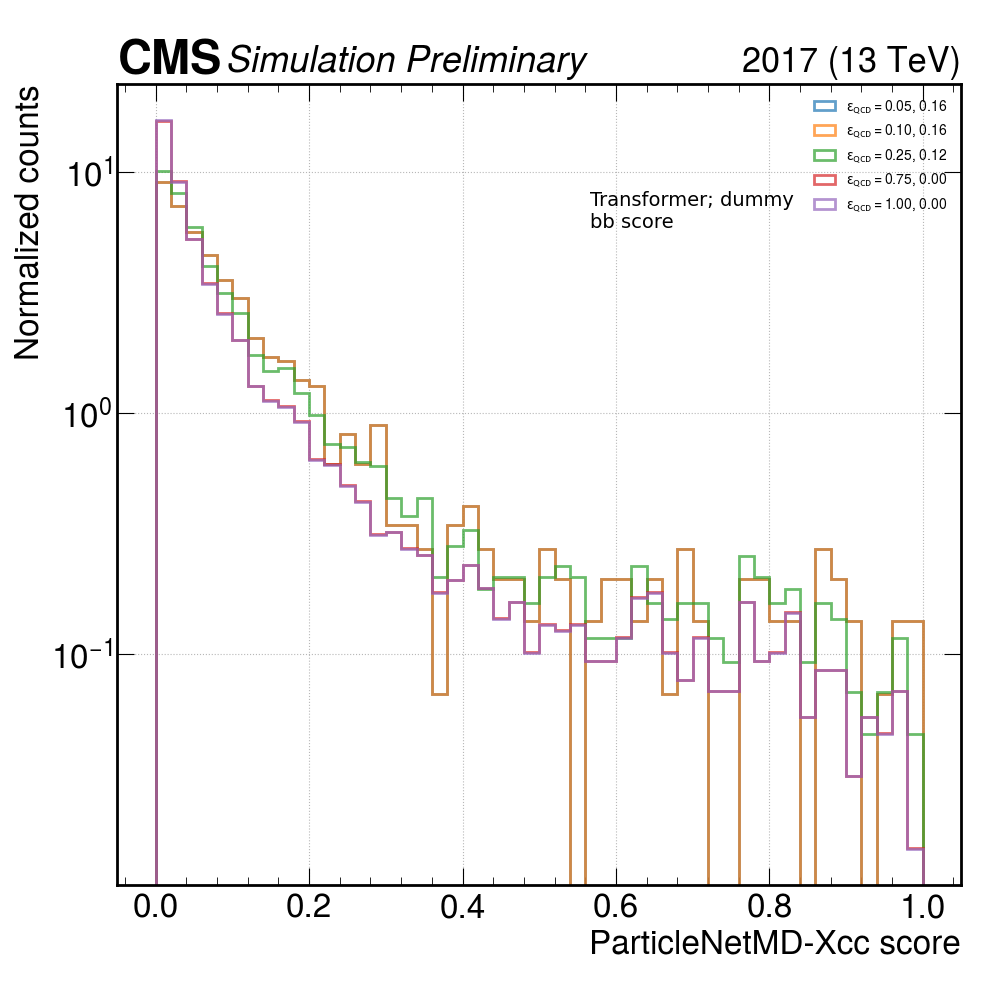 CMS Simulation Preliminary 2017 (13 TeV)
Normalized counts
10¹
10⁰
10⁻¹
ε_QCD = 0.05, 0.16
ε_QCD = 0.10, 0.16
ε_QCD = 0.25, 0.12
ε_QCD = 0.75, 0.00
ε_QCD = 1.00, 0.00
Transformer; dummy
bb score
0.0 0.2 0.4 0.6 0.8 1.0
ParticleNetMD-Xcc score